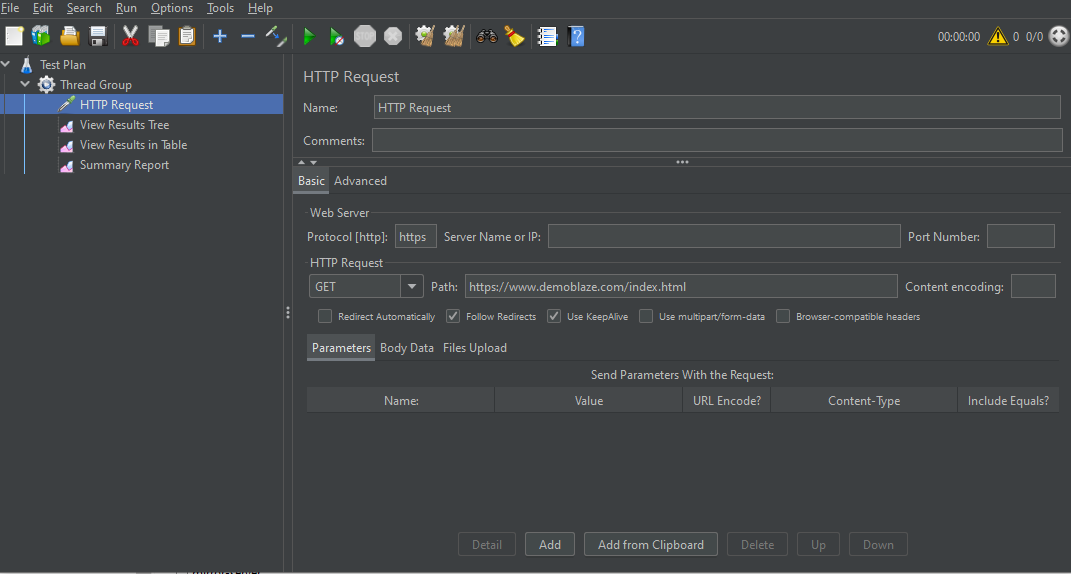 File Edit Search Run Options Tools Help
STOP 00:00:00 0 0/0
Test Plan
Thread Group
HTTP Request
View Results Tree
View Results in Table
Summary Report
HTTP Request
Name: HTTP Request
Comments:
Basic Advanced
Web Server
Protocol [http]: https Server Name or IP: Port Number:
HTTP Request
GET Path: https://www.demoblaze.com/index.html Content encoding:
Redirect Automatically Follow Redirects Use KeepAlive Use multipart/form-data Browser-compatible headers
Parameters Body Data Files Upload
Send Parameters With the Request:
Name: Value URL Encode? Content-Type Include Equals?
Detail Add Add from Clipboard Delete Up Down